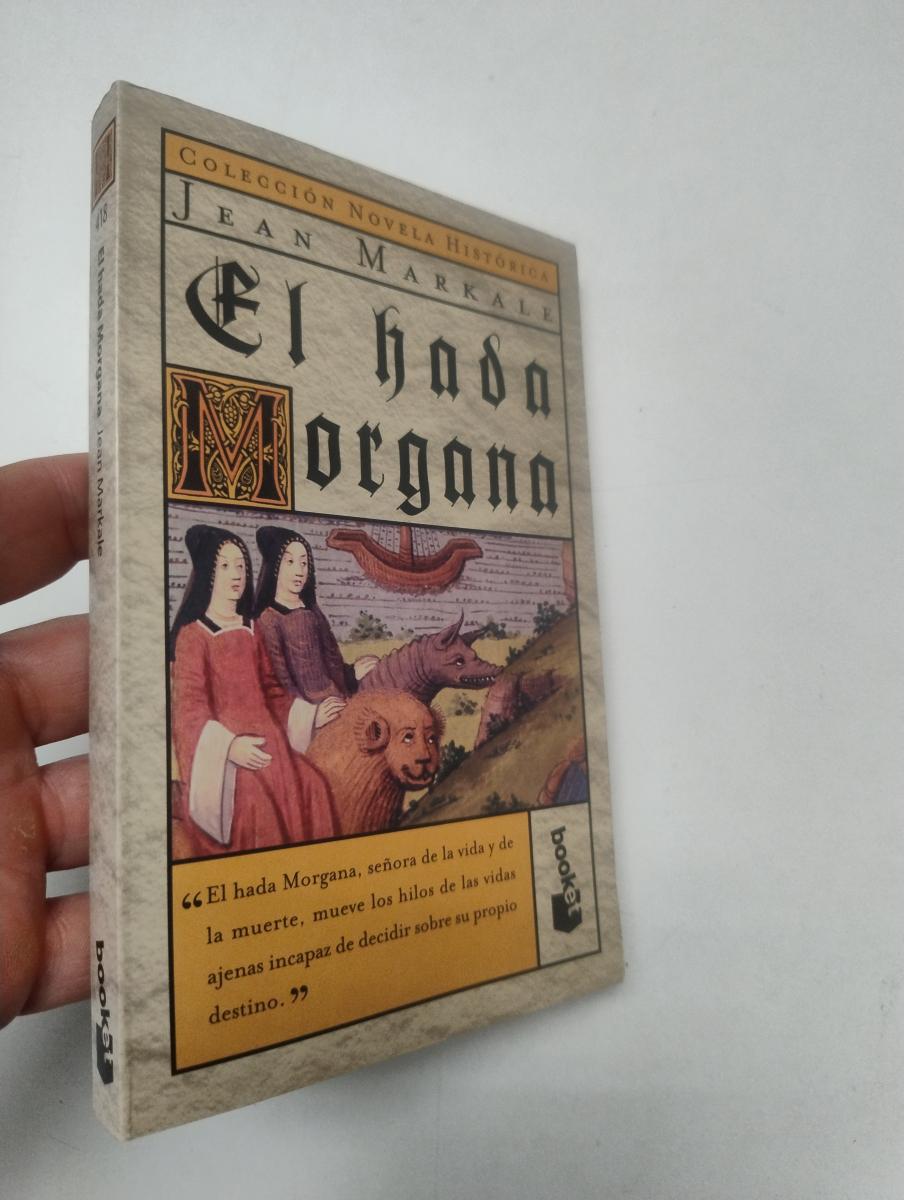 COLECCIÓN NOVELA HISTÓRICA
JEAN MARKALE
El hada
Morgana
“El hada Morgana, señora de la vida y de
la muerte, mueve los hilos de las vidas
ajenas incapaz de decidir sobre su propio
destino.”
booket
El hada Morgana Jean Markale
booket